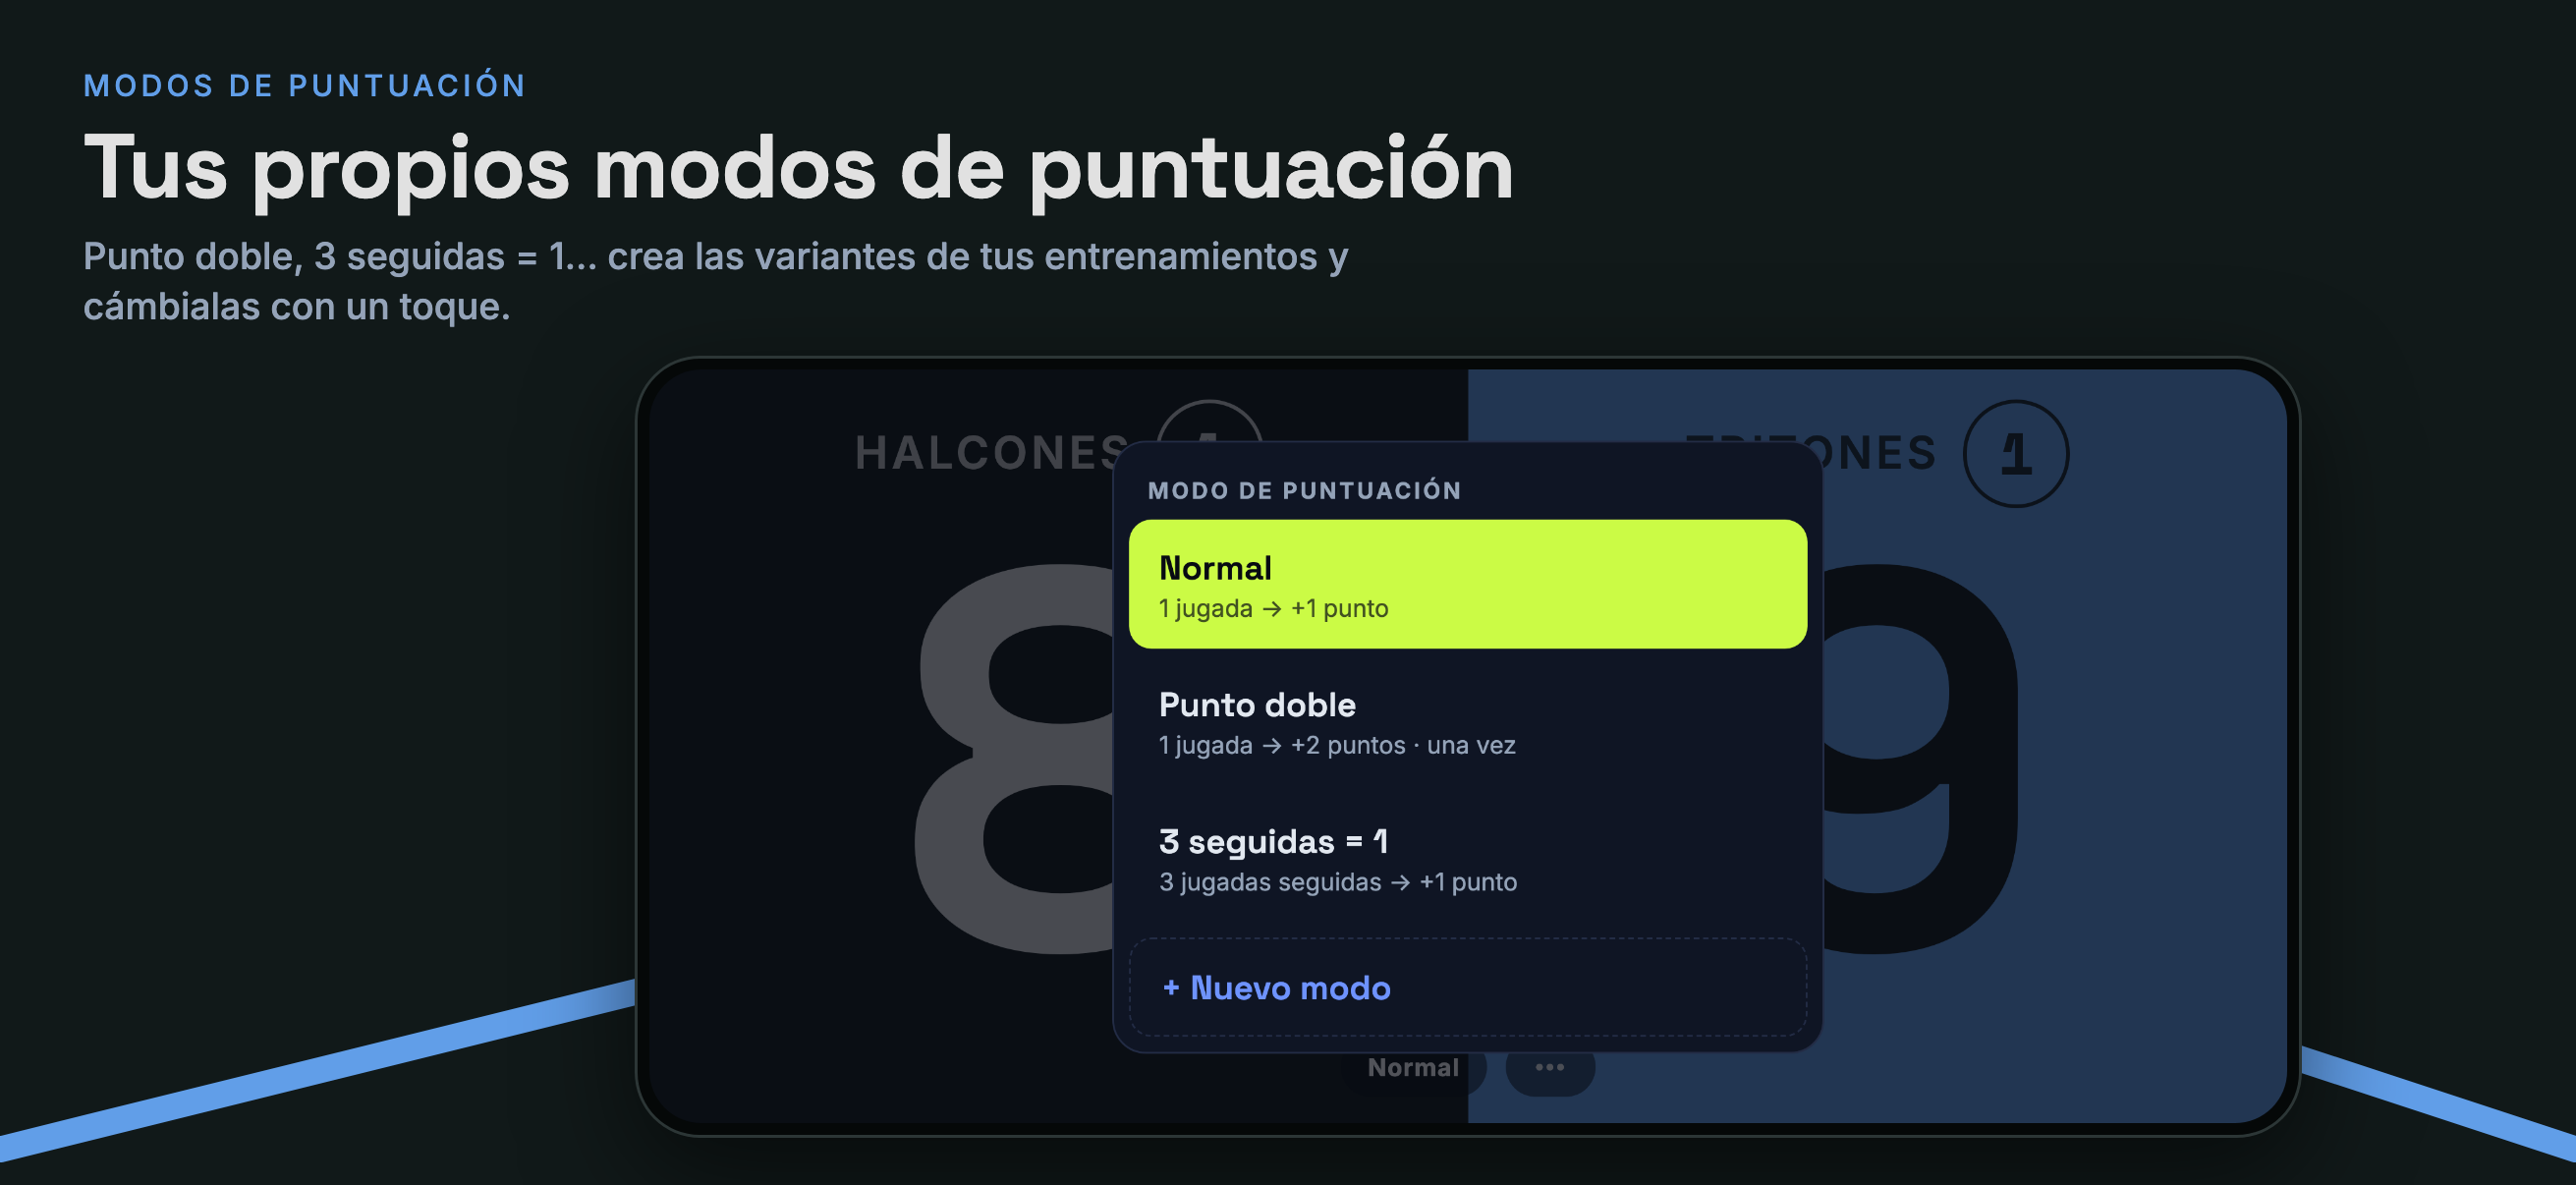 MODOS DE PUNTUACIÓN
Tus propios modos de puntuación
Punto doble, 3 seguidas = 1... crea las variantes de tus entrenamientos y
cámbialas con un toque.
HALCONES
1
MODO DE PUNTUACIÓN
Normal
1 jugada → +1 punto
Punto doble
1 jugada → +2 puntos · una vez
3 seguidas = 1
3 jugadas seguidas → +1 punto
+ Nuevo modo
8
9
Normal
•••